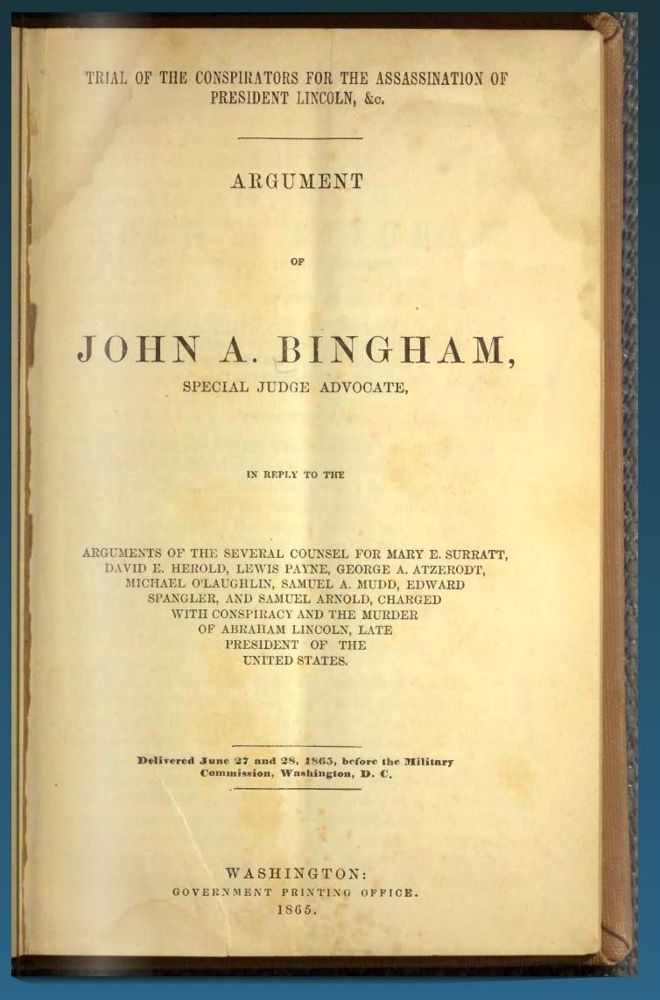 TRIAL OF THE CONSPIRATORS FOR THE ASSASSINATION OF
PRESIDENT LINCOLN, &c.
ARGUMENT
OF
JOHN A. BINGHAM,
SPECIAL JUDGE ADVOCATE,
IN REPLY TO THE
ARGUMENTS OF THE SEVERAL COUNSEL FOR MARY E. SURRATT,
DAVID E. HEROLD, LEWIS PAYNE, GEORGE A. ATZERODT,
MICHAEL O'LAUGHLIN, SAMUEL A. MUDD, EDWARD
SPANGLER, AND SAMUEL ARNOLD, CHARGED
WITH CONSPIRACY AND THE MURDER
OF ABRAHAM LINCOLN, LATE
PRESIDENT OF THE
UNITED STATES.
Delivered June 27 and 28, 1865, before the Military
Commission, Washington, D. C.
WASHINGTON:
GOVERNMENT PRINTING OFFICE.
1865.